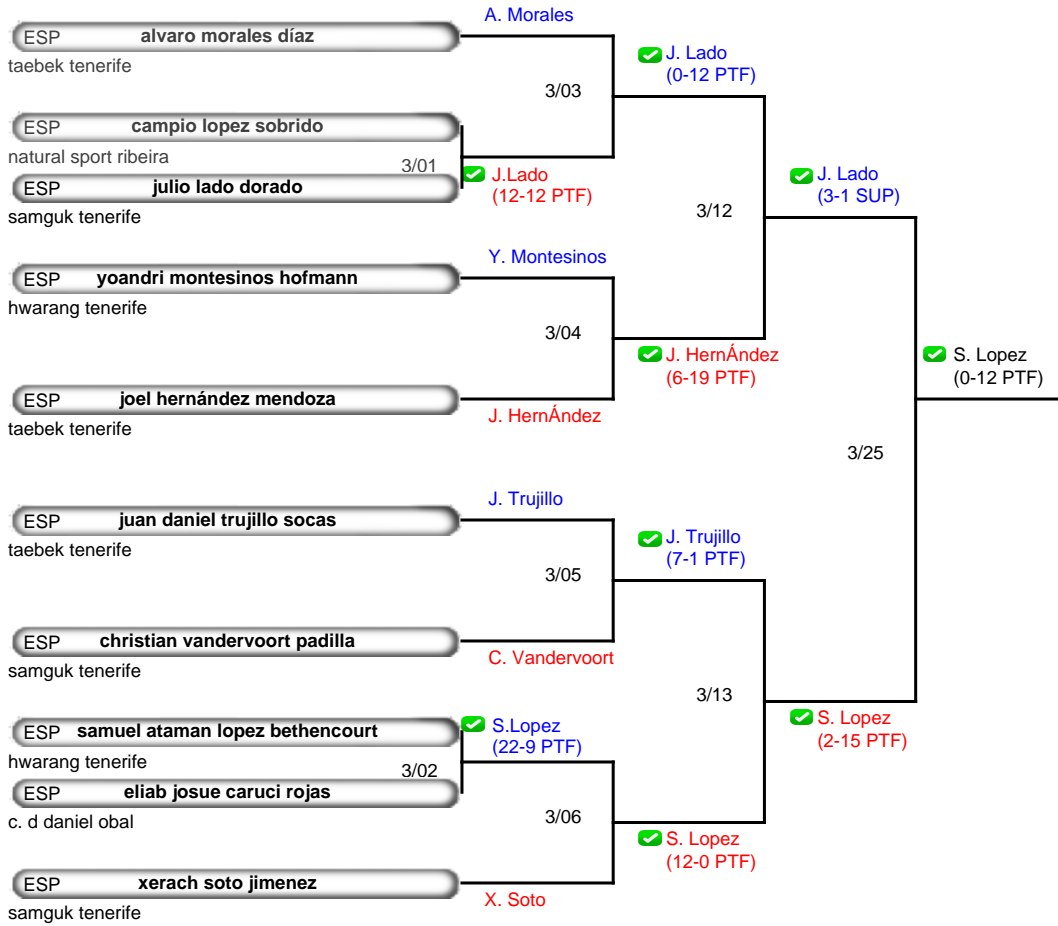 A. Morales
ESP alvaro morales díaz
taebek tenerife
J. Lado
(0-12 PTF)
3/03
ESP campio lopez sobrido
natural sport ribeira
3/01
J.Lado
(12-12 PTF)
ESP julio lado dorado
samguk tenerife
J. Lado
(3-1 SUP)
3/12
Y. Montesinos
ESP yoandri montesinos hofmann
hwarang tenerife
3/04
J. HernÁndez
(6-19 PTF)
S. Lopez
(0-12 PTF)
ESP joel hernández mendoza
taebek tenerife
J. HernÁndez
3/25
J. Trujillo
ESP juan daniel trujillo socas
taebek tenerife
J. Trujillo
(7-1 PTF)
3/05
ESP christian vandervoort padilla
samguk tenerife
C. Vandervoort
3/13
ESP samuel ataman lopez bethencourt
hwarang tenerife
S.Lopez
(22-9 PTF)
S. Lopez
(2-15 PTF)
3/02
ESP eliab josue caruci rojas
c. d daniel obal
3/06
S. Lopez
(12-0 PTF)
ESP xerach soto jimenez
samguk tenerife
X. Soto